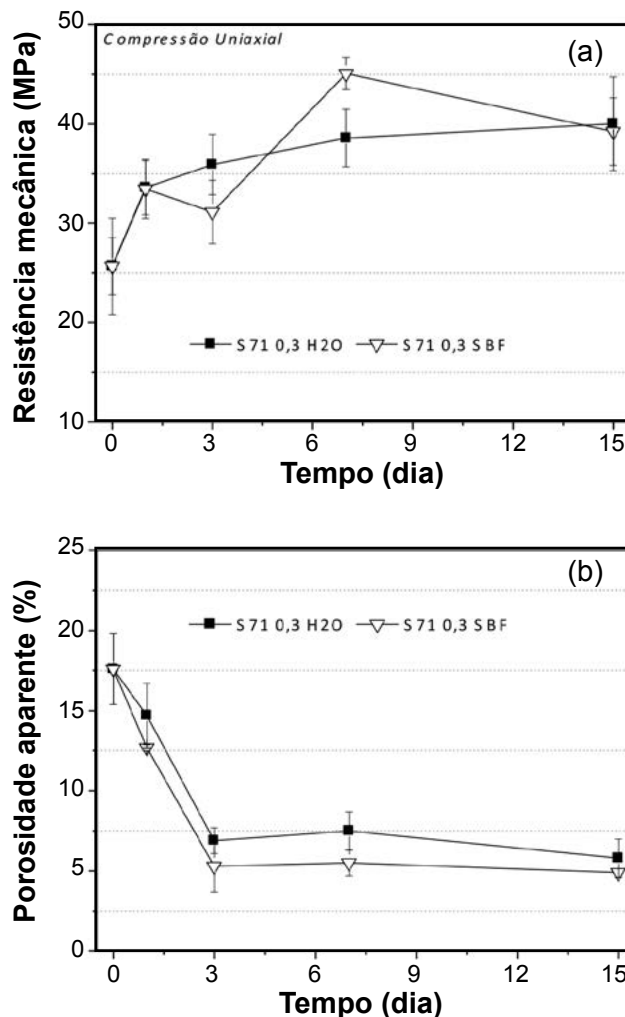 50
Compressão Uniaxial
(a)
40
30
20
10
Resistência mecânica (MPa)
S71 0,3 H2O
S71 0,3 SBF
0
3
6
9
12
15
Tempo (dia)
25
(b)
20
15
10
5
0
Porosidade aparente (%)
S71 0,3 H2O
S71 0,3 SBF
0
3
6
9
12
15
Tempo (dia)